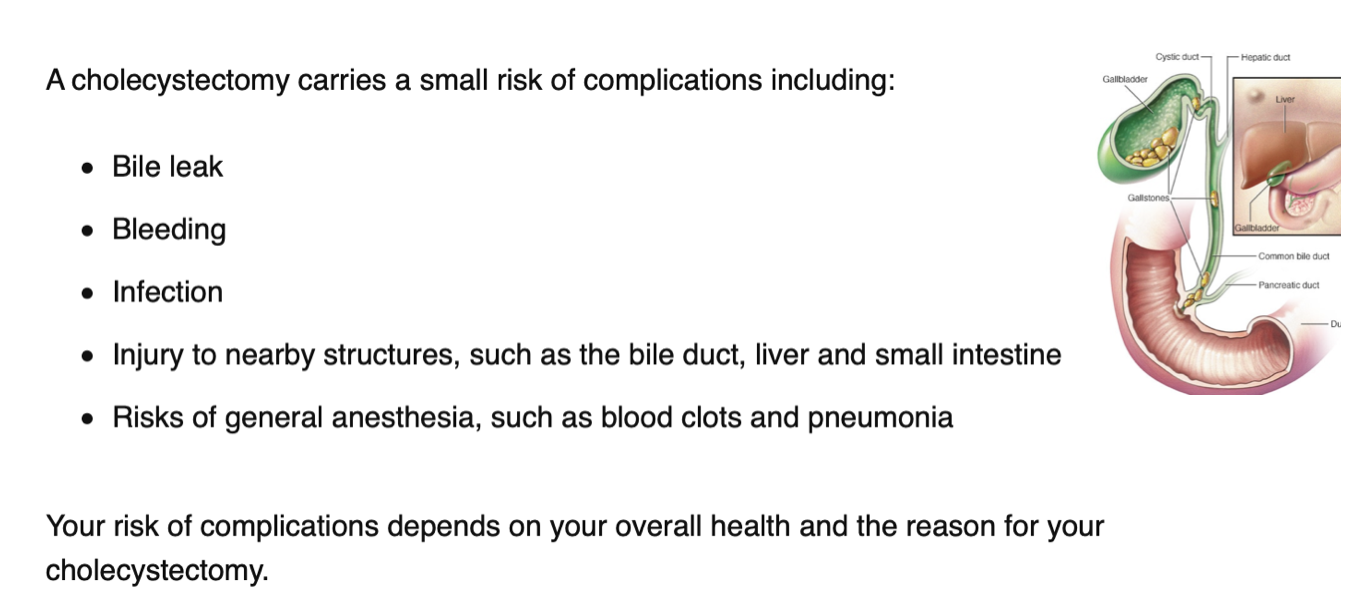 A cholecystectomy carries a small risk of complications including:
• Bile leak
• Bleeding
• Infection
• Injury to nearby structures, such as the bile duct, liver and small intestine
• Risks of general anesthesia, such as blood clots and pneumonia
Your risk of complications depends on your overall health and the reason for your
cholecystectomy.
Cystic duct
Hepatic duct
Gallbladder
Liver
Gallstones
Gallbladder
Common bile duct
Pancreatic duct
Du